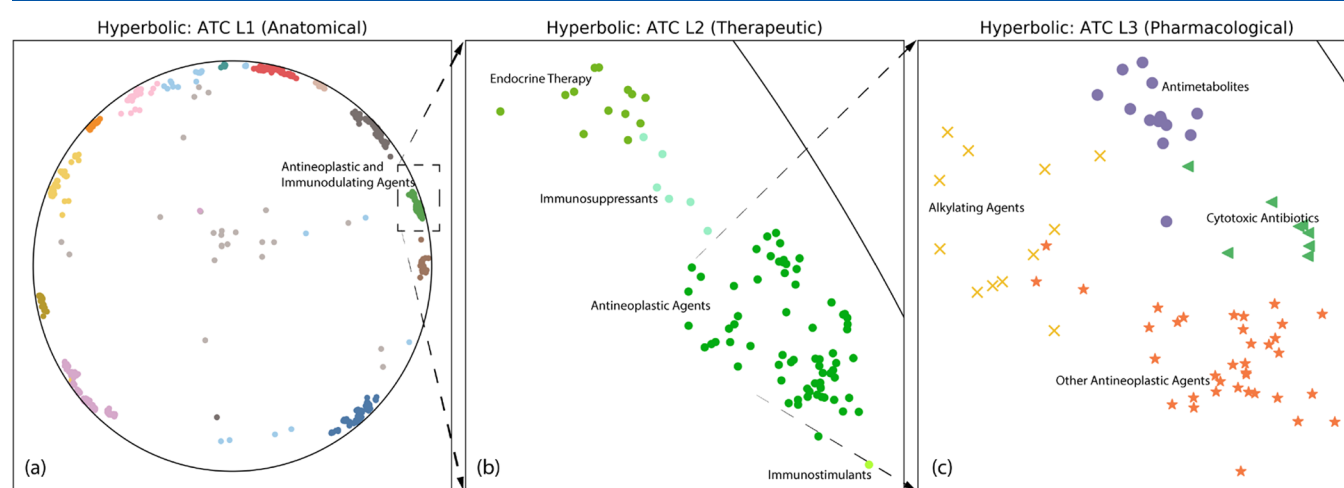 Hyperbolic: ATC L1 (Anatomical)
Antineoplastic and
Immunodulating Agents
(a)
Hyperbolic: ATC L2 (Therapeutic)
Endocrine Therapy
Immunosuppressants
Antineoplastic Agents
Immunostimulants
(b)
Hyperbolic: ATC L3 (Pharmacological)
Antimetabolites
Alkylating Agents
Cytotoxic Antibiotics
Other Antineoplastic Agents
(c)